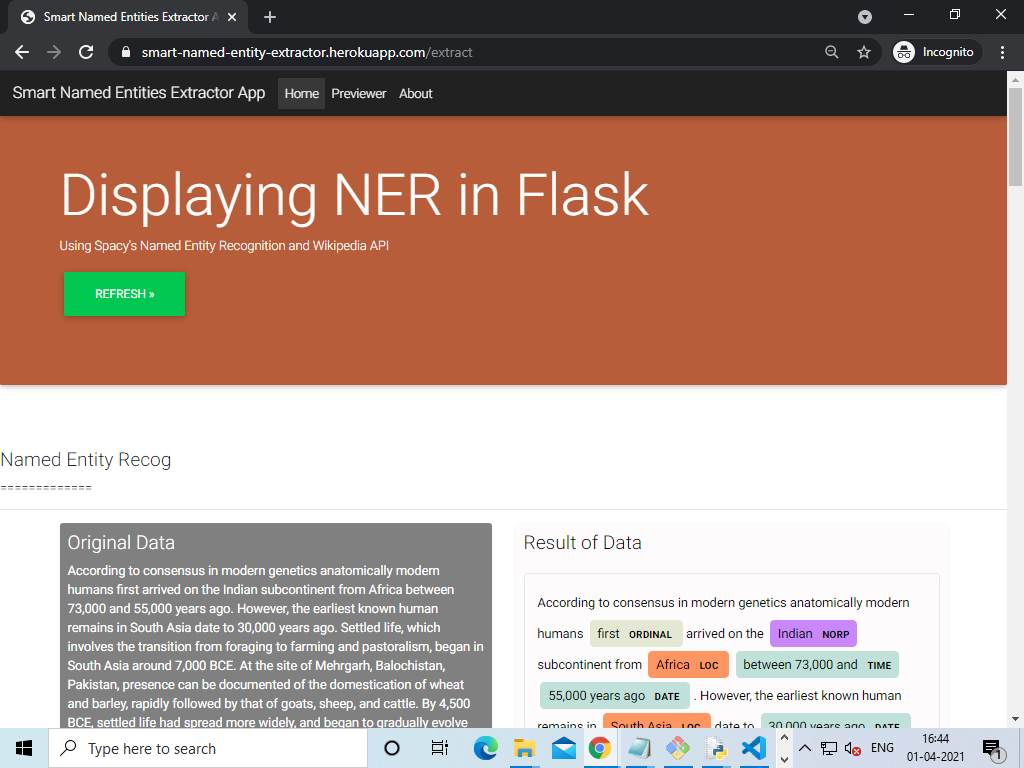 Smart Named Entities Extractor A
smart-named-entity-extractor.herokuapp.com/extract
Incognito
Smart Named Entities Extractor App Home Previewer About
Displaying NER in Flask
Using Spacy's Named Entity Recognition and Wikipedia API
REFRESH »
Named Entity Recog
=============
Original Data
According to consensus in modern genetics anatomically modern
humans first arrived on the Indian subcontinent from Africa between
73,000 and 55,000 years ago. However, the earliest known human
remains in South Asia date to 30,000 years ago. Settled life, which
involves the transition from foraging to farming and pastoralism, began in
South Asia around 7,000 BCE. At the site of Mehrgarh, Balochistan,
Pakistan, presence can be documented of the domestication of wheat
and barley, rapidly followed by that of goats, sheep, and cattle. By 4,500
BCE, settled life had spread more widely, and began to gradually evolve
Result of Data
According to consensus in modern genetics anatomically modern
humans first ORDINAL arrived on the Indian NORP
subcontinent from Africa LOC between 73,000 and TIME
55,000 years ago DATE . However, the earliest known human
remains in South Asia LOC date to 30,000 years ago DATE
Type here to search
ENG
16:44
01-04-2021
1